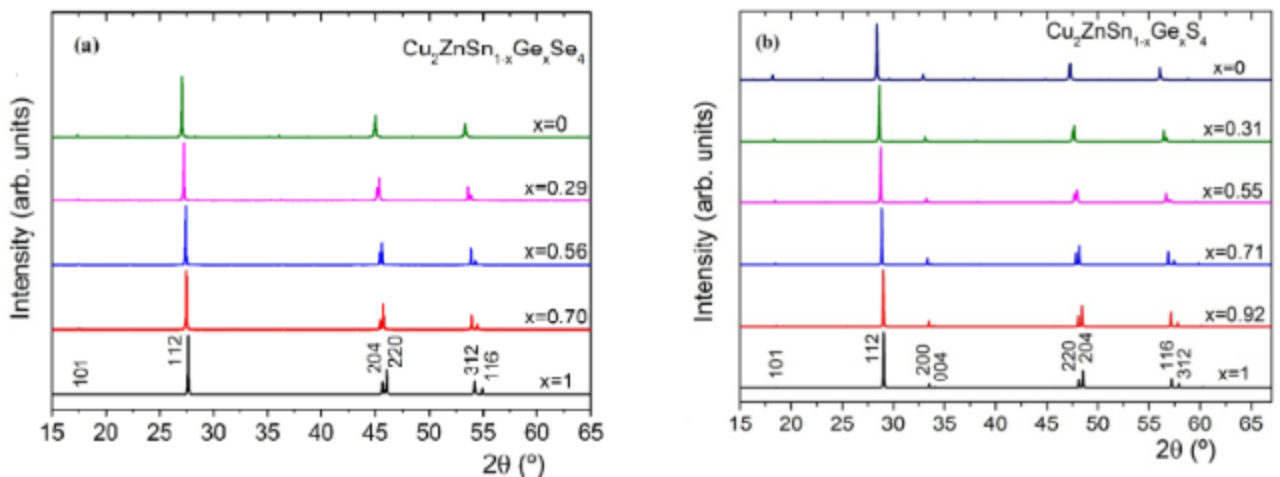 (a)
Cu₂ZnSn₁₋ₓGeₓSe₄
x=0
x=0.29
x=0.56
x=0.70
x=1
101
112
204
220
312
116
Intensity (arb. units)
15 20 25 30 35 40 45 50 55 60 65
2θ (º)
(b)
Cu₂ZnSn₁₋ₓGeₓS₄
x=0
x=0.31
x=0.55
x=0.71
x=0.92
x=1
101
112
200
004
220
204
116
312
Intensity (arb. units)
15 20 25 30 35 40 45 50 55 60 65
2θ (º)